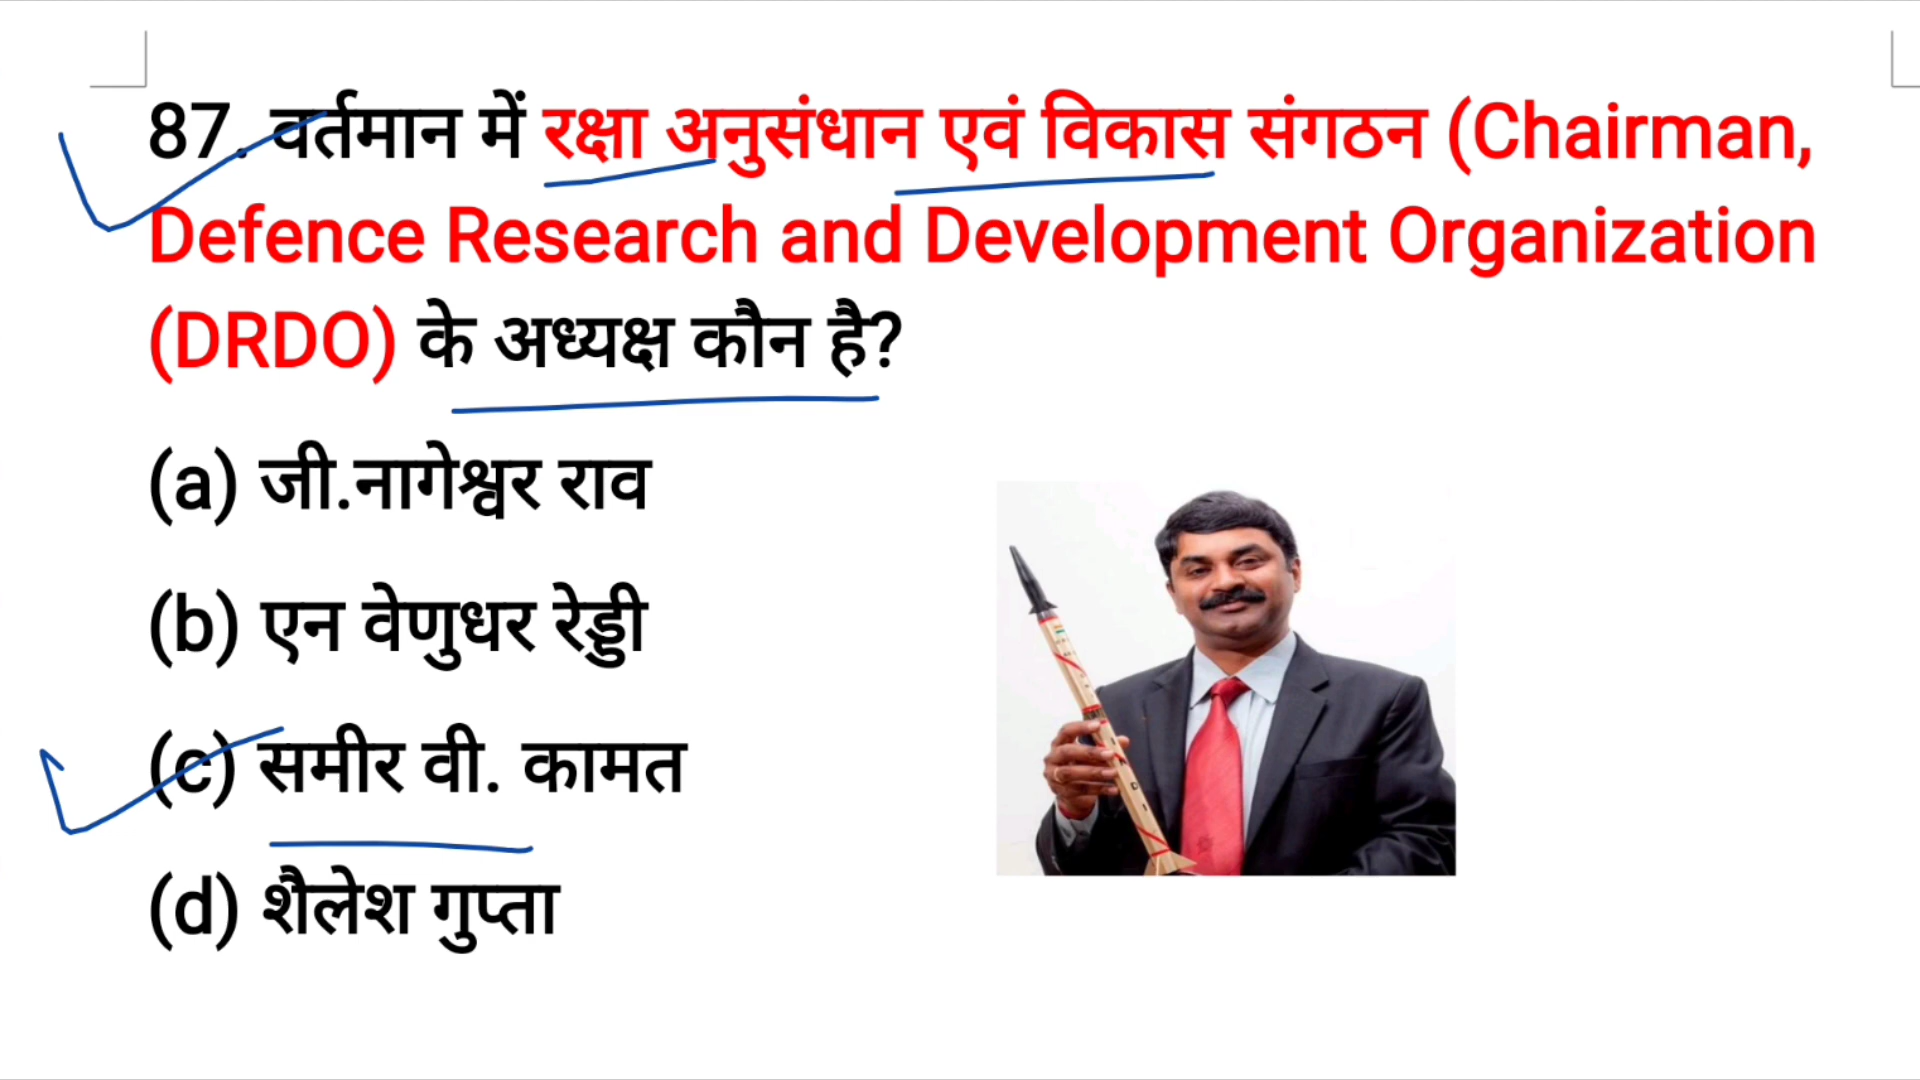 87. वर्तमान में रक्षा अनुसंधान एवं विकास संगठन (Chairman,
Defence Research and Development Organization
(DRDO) के अध्यक्ष कौन है?
(a) जी.नागेश्वर राव
(b) एन वेणुधर रेड्डी
(c) समीर वी. कामत
(d) शैलेश गुप्ता